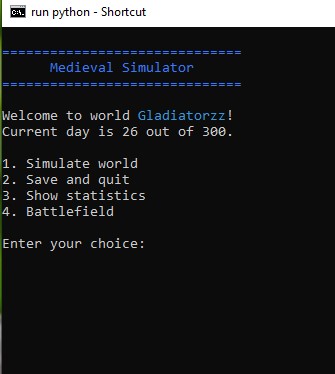 run python - Shortcut
==============================
Medieval Simulator
==============================
Welcome to world Gladiatorzz!
Current day is 26 out of 300.
1. Simulate world
2. Save and quit
3. Show statistics
4. Battlefield
Enter your choice: